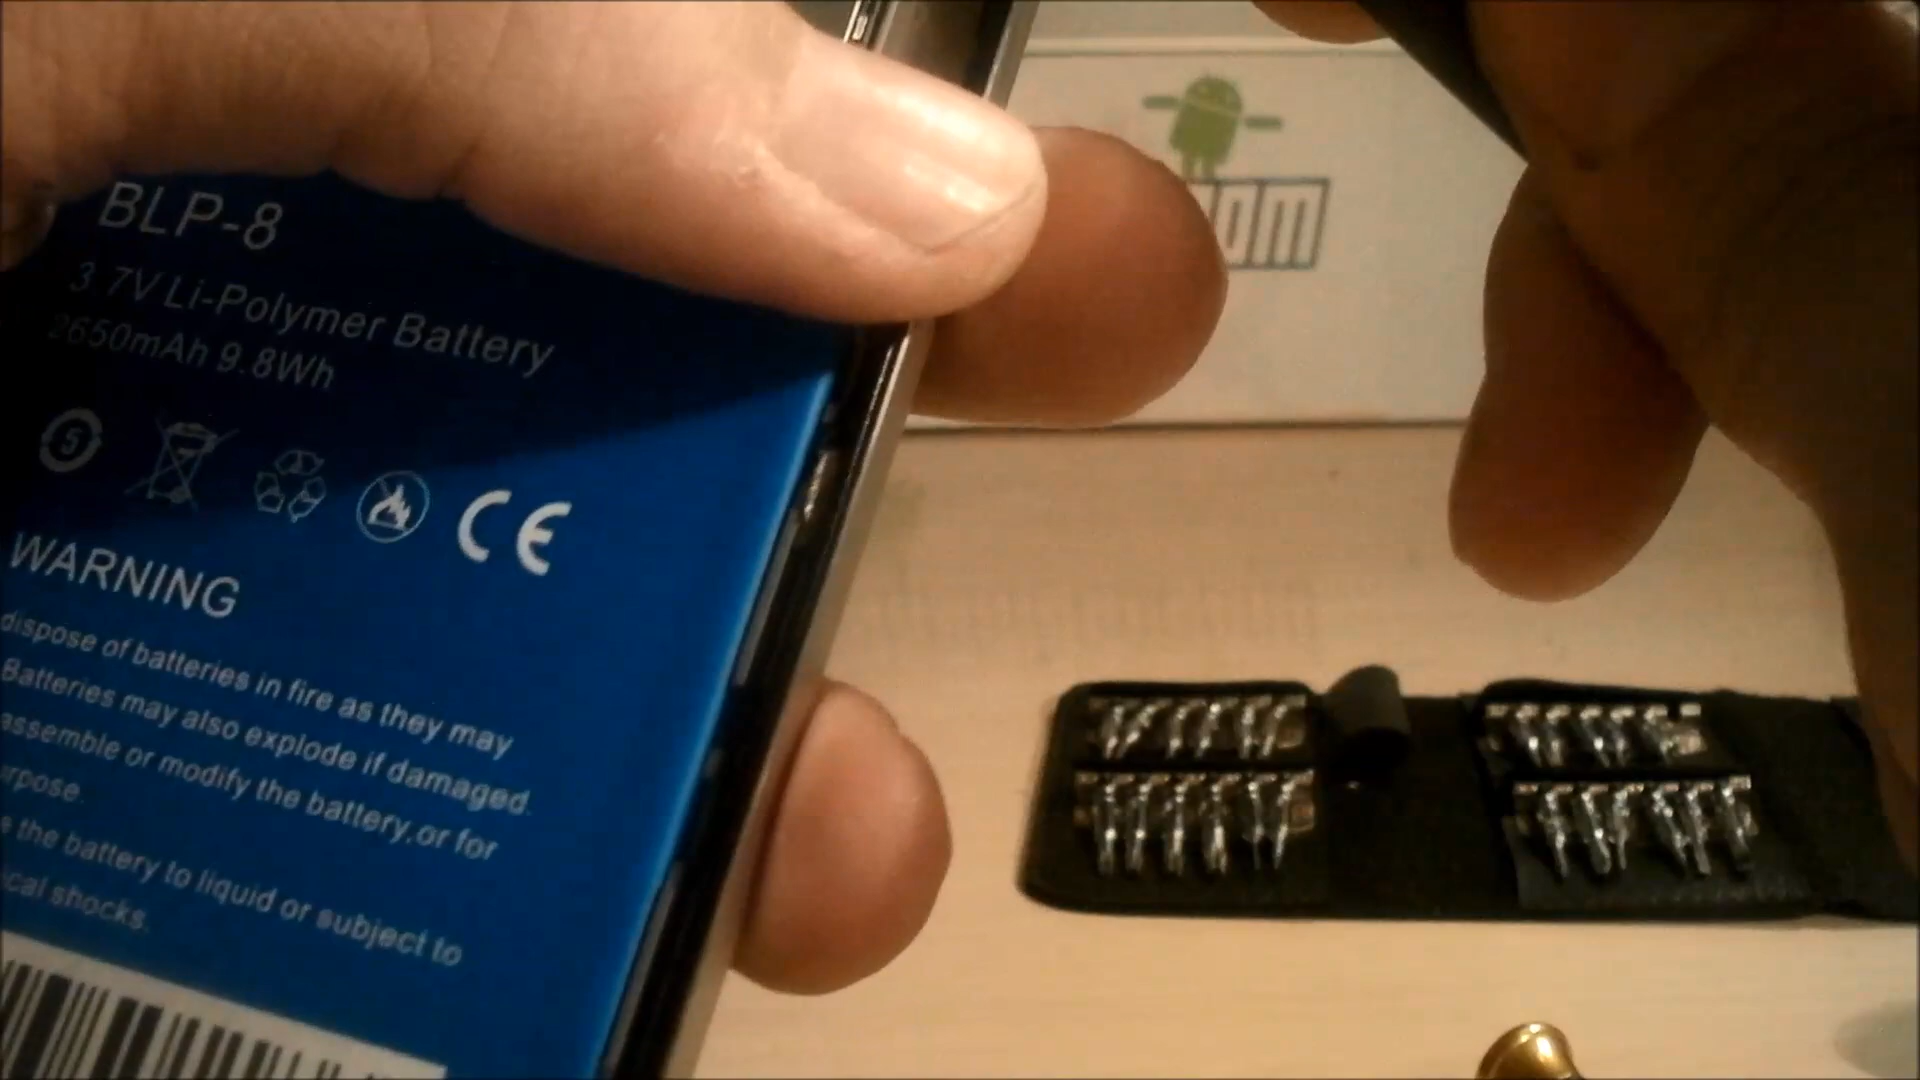 BLP-8
3.7V Li-Polymer Battery
2650mAh 9.8Wh
5
CE
WARNING
dispose of batteries in fire as they may
Batteries may also explode if damaged.
assemble or modify the battery,or for
the battery to liquid or subject to
shocks.